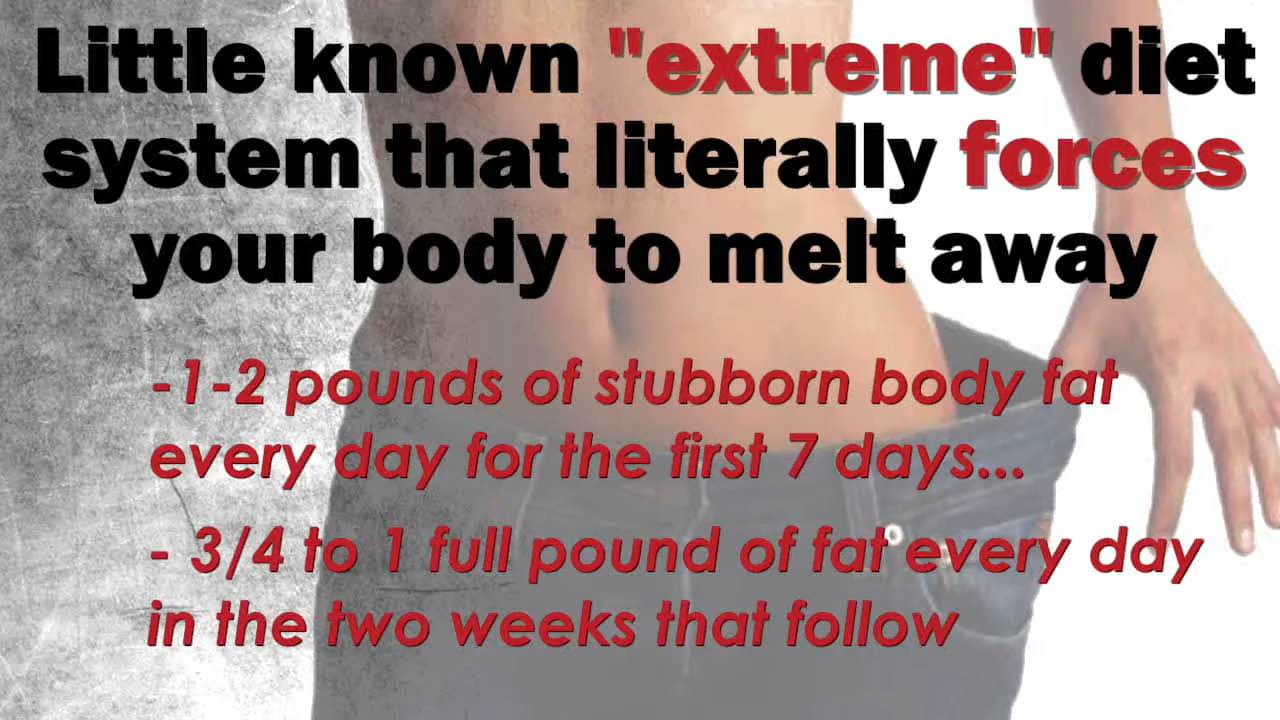 Little known "extreme" diet
system that literally forces
your body to melt away
-1-2 pounds of stubborn body fat
every day for the first 7 days...
- 3/4 to 1 full pound of fat every day
in the two weeks that follow